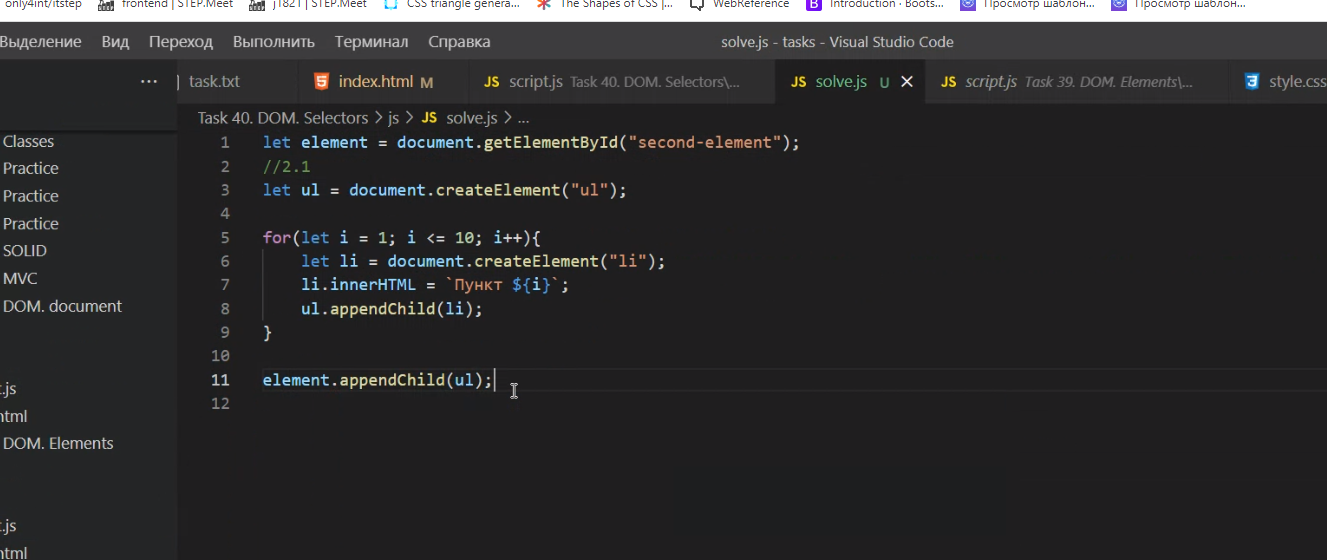 only4int/itstep frontend | STEP.Meet j1821 | STEP.Meet CSS triangle genera... The Shapes of CSS |... WebReference Introduction · Boots... Просмотр шаблон... Просмотр шаблон...
Выделение Вид Переход Выполнить Терминал Справка solve.js - tasks - Visual Studio Code
... task.txt index.html M JS script.js Task 40. DOM. Selectors\... JS solve.js U JS script.js Task 39. DOM. Elements\... style.css
Task 40. DOM. Selectors > js > JS solve.js > ...
Classes
Practice
Practice
Practice
SOLID
MVC
DOM. document
.js
html
DOM. Elements
.js
html
1 let element = document.getElementById("second-element");
2 //2.1
3 let ul = document.createElement("ul");
4
5 for(let i = 1; i <= 10; i++){
6 let li = document.createElement("li");
7 li.innerHTML = `Пункт ${i}`;
8 ul.appendChild(li);
9 }
10
11 element.appendChild(ul);
12